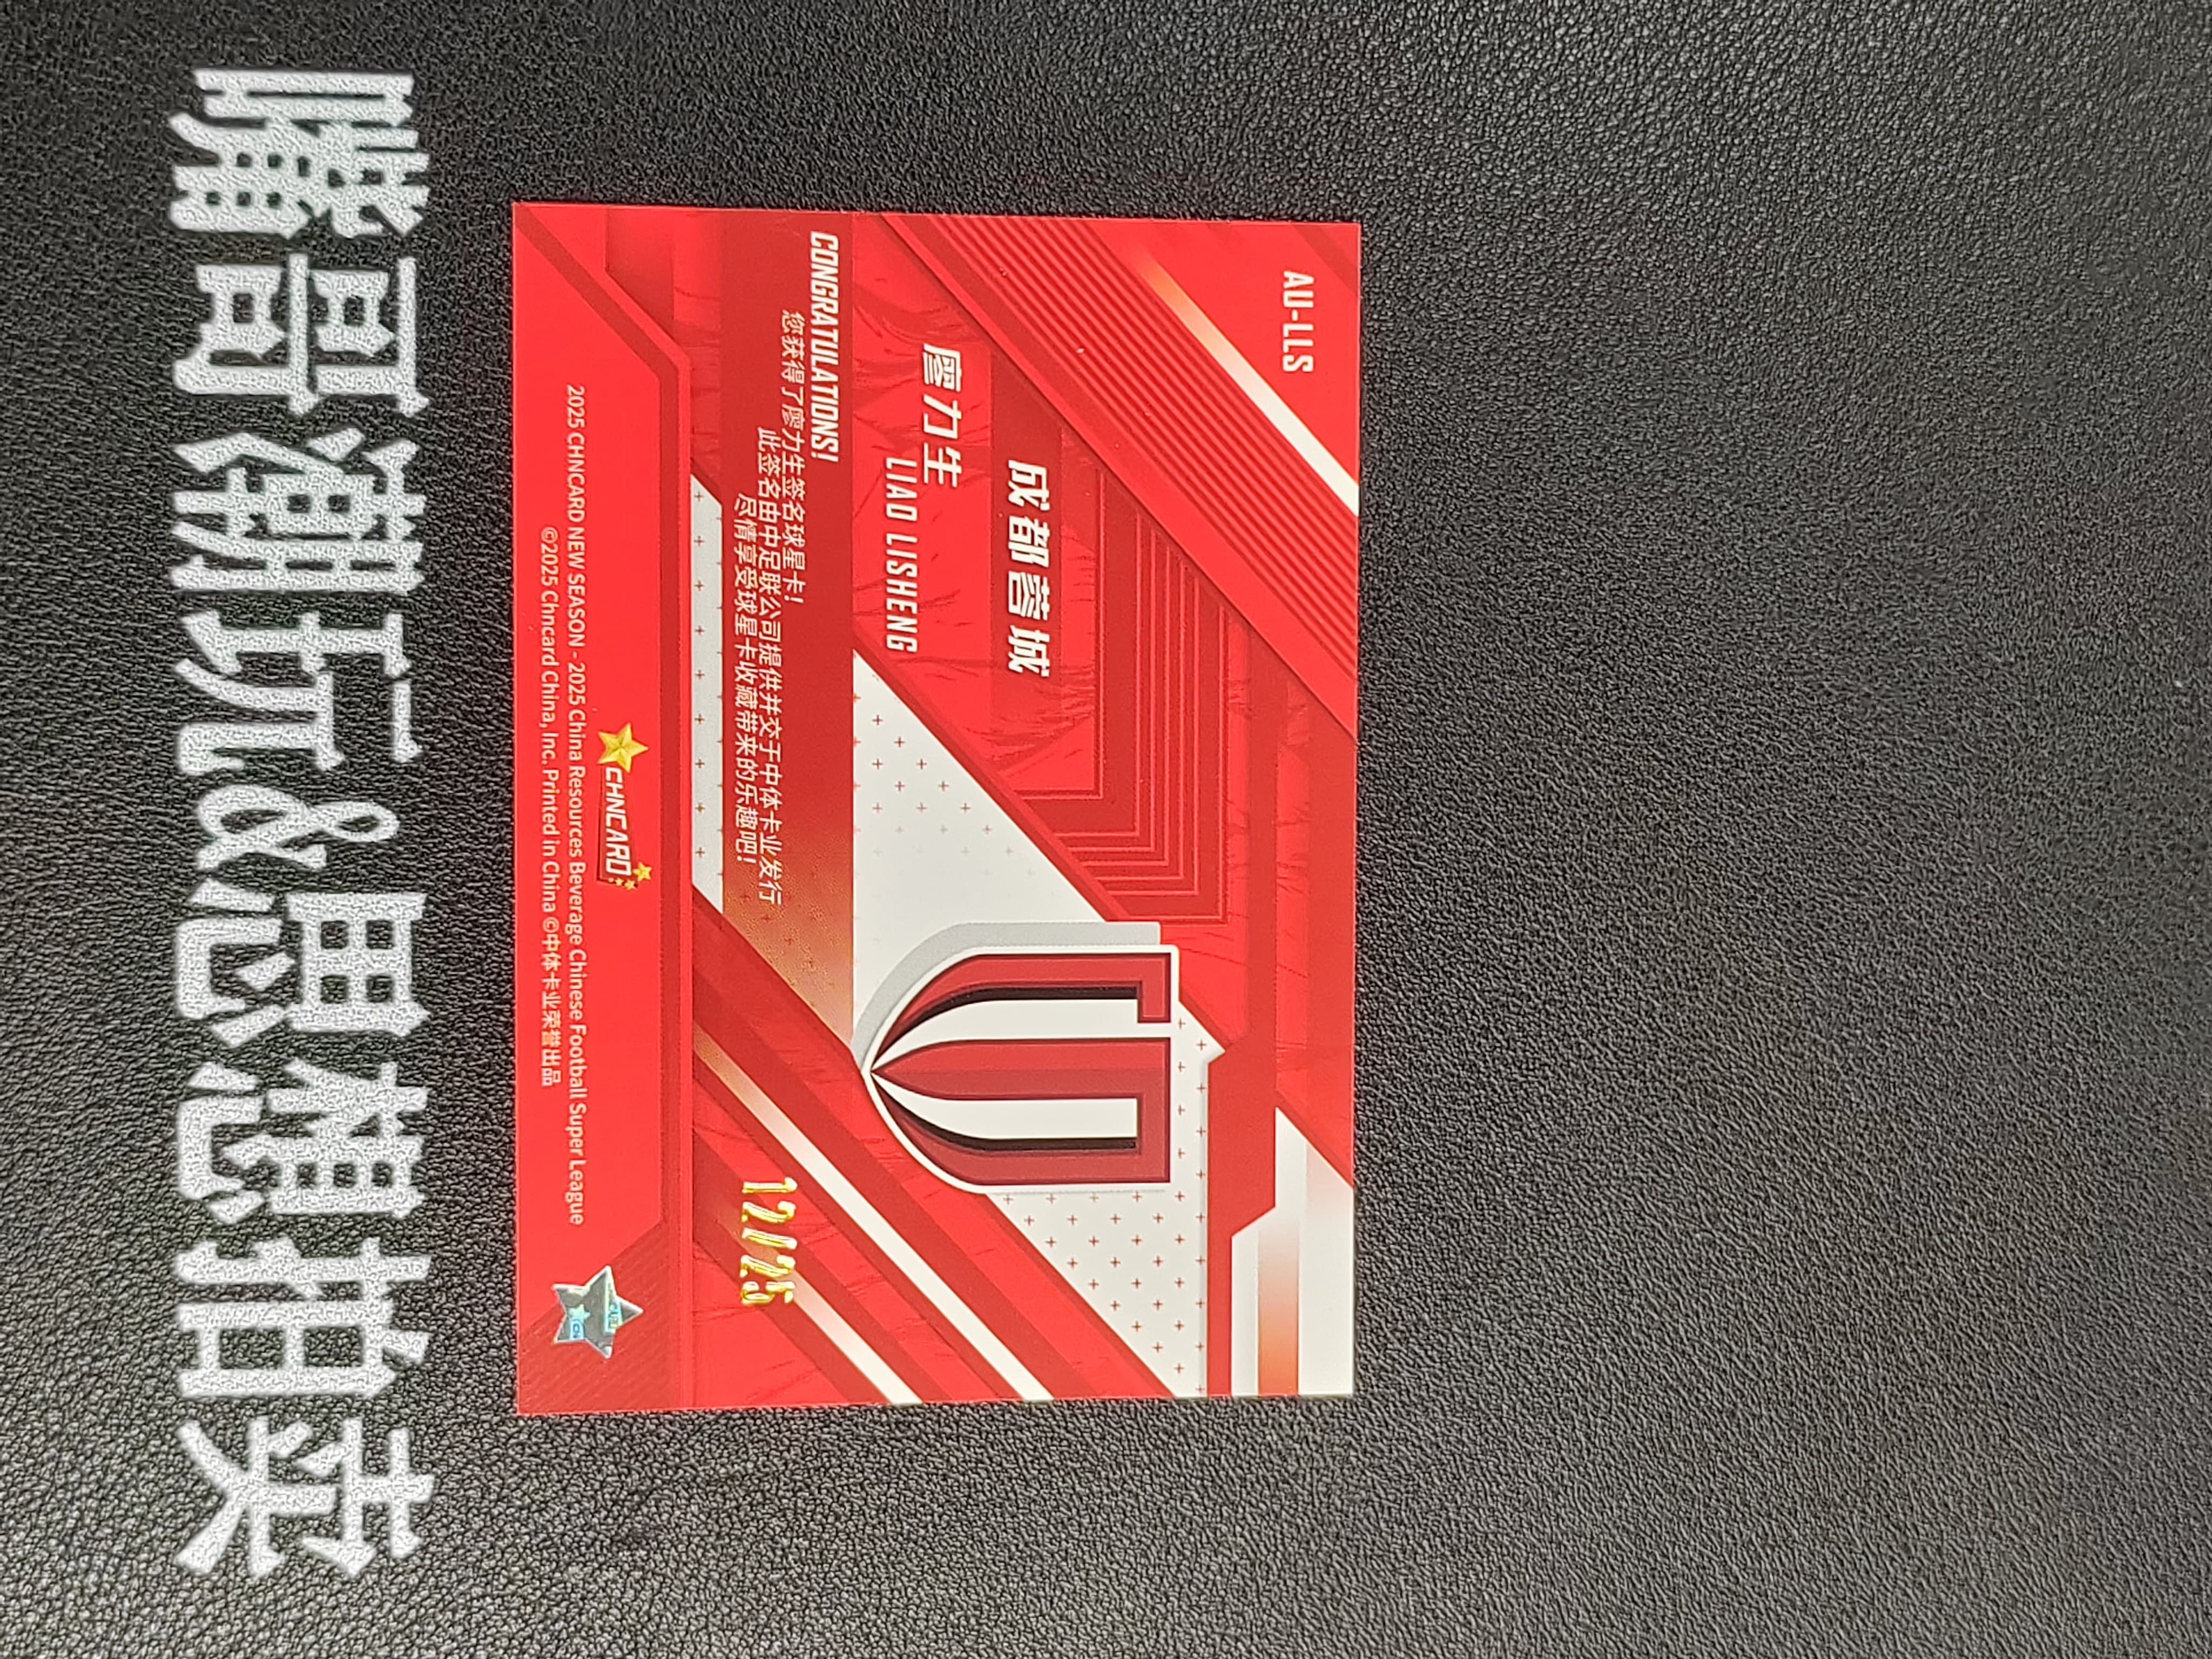 AU-LLS
成都蓉城
廖力生
LIAO LISHENG
CONGRATULATIONS!
您获得了廖力生签名球星卡!
此签名由中足联公司提供并交于中体卡业发行
尽情享受球星卡收藏带来的乐趣吧!
12/25
CHNCARD
2025 CHNCARD NEW SEASON - 2025 China Resources Beverage Chinese Football Super League
©2025 Chncard China, Inc. Printed in China ©中体卡业荣誉出品
哥潮玩&思想拍卖